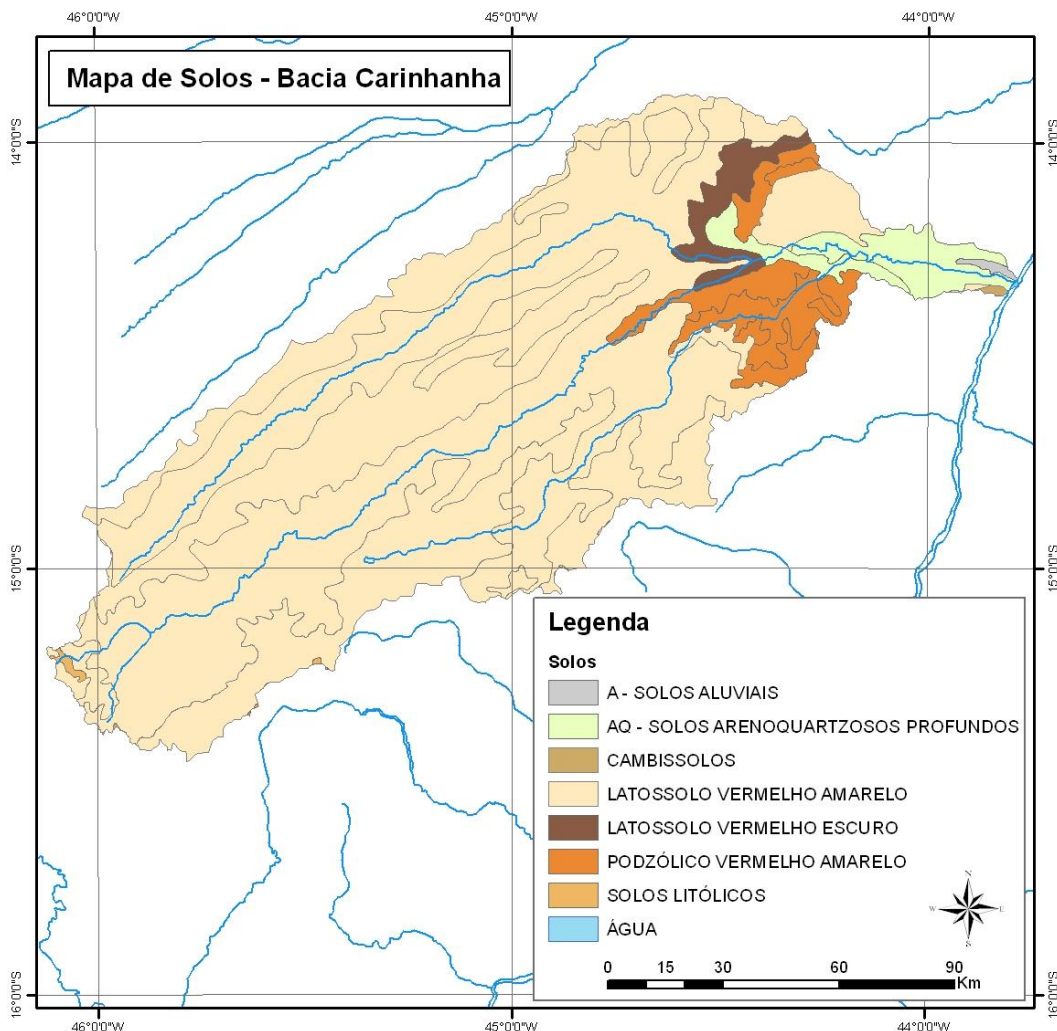 46°0'0"W 45°0'0"W 44°0'0"W
Mapa de Solos - Bacia Carinhanha
14°0'0"S 14°0'0"S
15°0'0"S 15°0'0"S
Legenda
Solos
A - SOLOS ALUVIAIS
AQ - SOLOS ARENOQUARTZOSOS PROFUNDOS
CAMBISSOLOS
LATOSSOLO VERMELHO AMARELO
LATOSSOLO VERMELHO ESCURO
PODZÓLICO VERMELHO AMARELO
SOLOS LITÓLICOS
ÁGUA
N
W E
S
0 15 30 60 90
Km
16°0'0"S 16°0'0"S
46°0'0"W 45°0'0"W 44°0'0"W